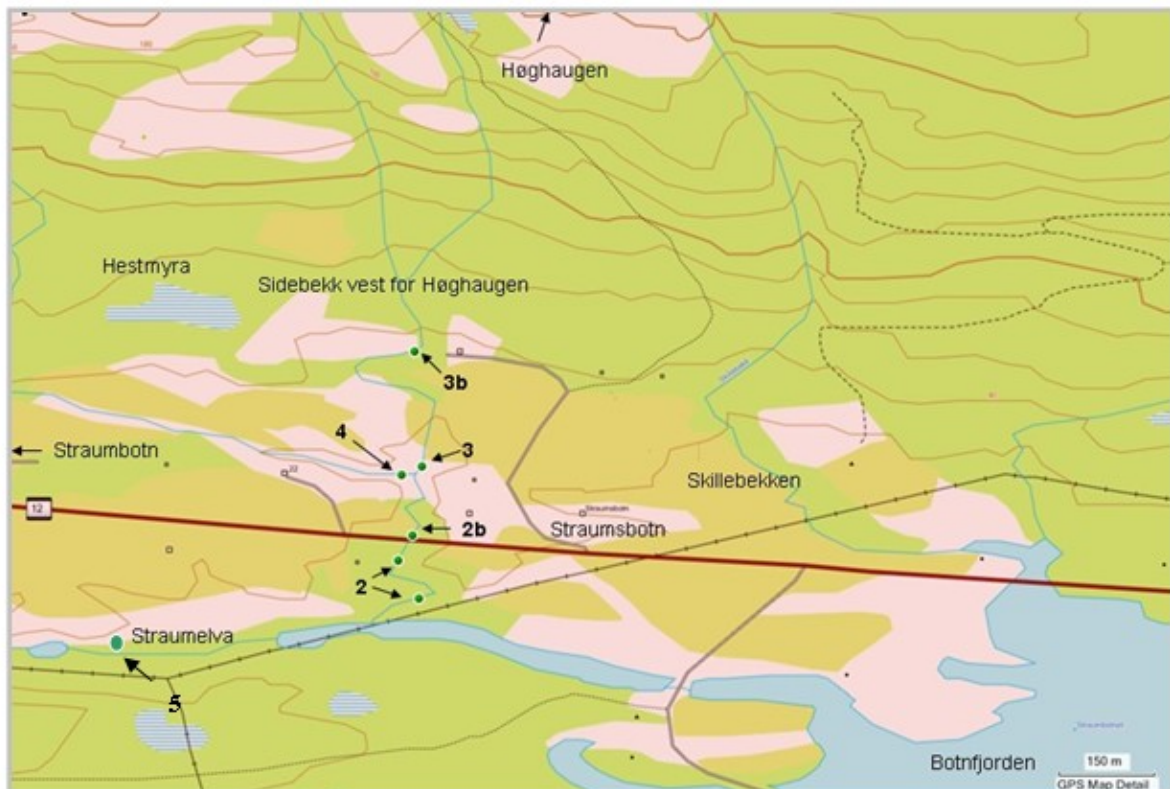 Høghaugen
Hestmyra
Sidebekk vest for Høghaugen
3b
4
3
Straumbotn
22
Skillebekken
12
2b
Straumsbotn
2
Straumelva
5
Botnfjorden
150 m
GPS Map Detail